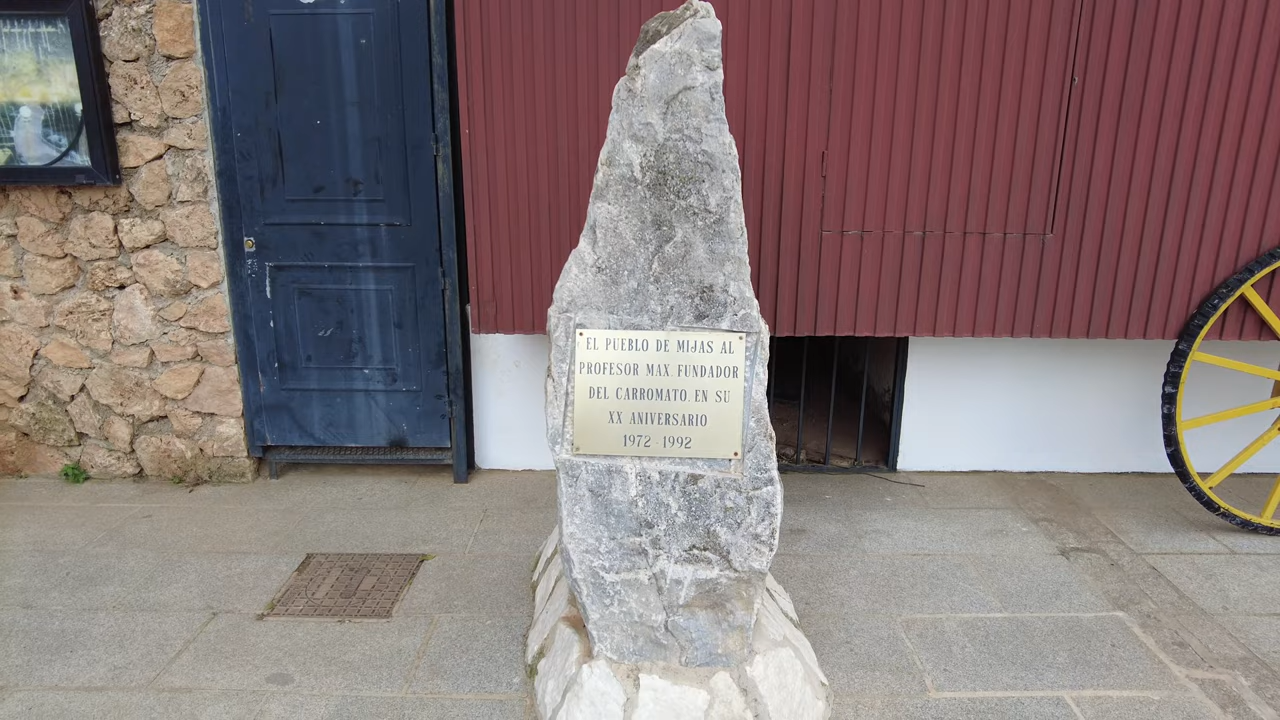 EL PUEBLO DE MIJAS AL
PROFESOR MAX. FUNDADOR
DEL CARROMATO. EN SU
XX ANIVERSARIO
1972 - 1992